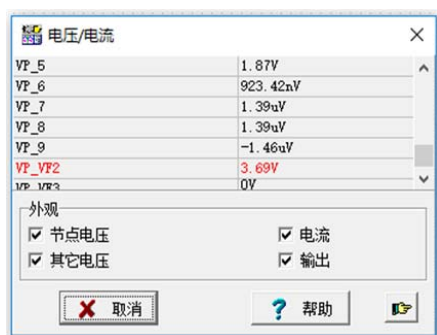 电压/电流
VP_5 1.87V
VP_6 923.42nV
VP_7 1.39uV
VP_8 1.39uV
VP_9 -1.46uV
VP_VF2 3.69V
VP_VF3 0V
外观
节点电压 电流
其它电压 输出
取消 帮助